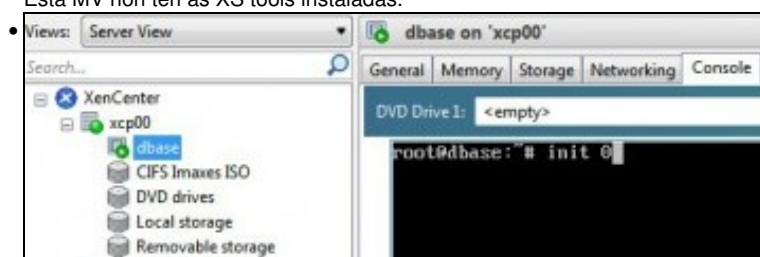 Esta MV non ten as XS tools instaladas.
Views: Server View
dbase on 'xcp00'
Search...
General Memory Storage Networking Console
XenCenter
DVD Drive 1: <empty>
xcp00
dbase
root@dbase:~# init 0
CIFS Imaxes ISO
DVD drives
Local storage
Removable storage